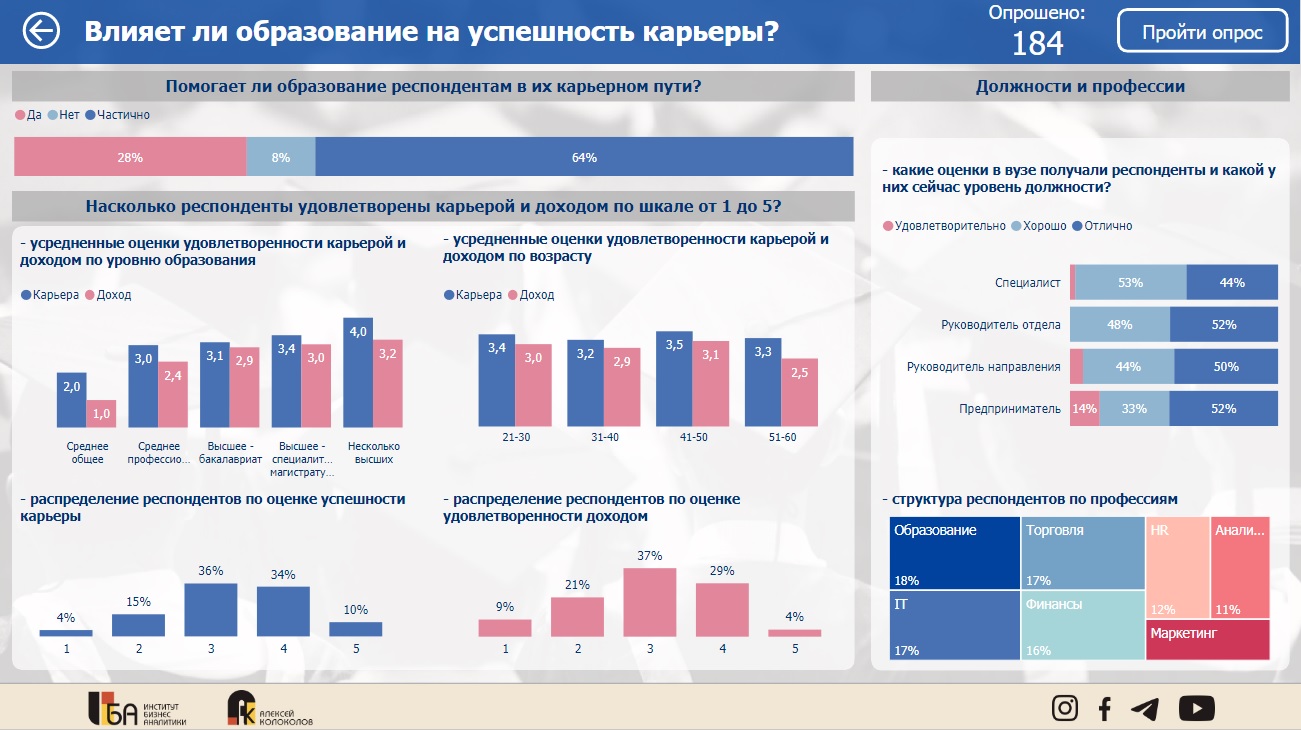 Влияет ли образование на успешность карьеры?
Опрошено:
184
Пройти опрос
Помогает ли образование респондентам в их карьерном пути?
Да Нет Частично
28% 8% 64%
Насколько респонденты удовлетворены карьерой и доходом по шкале от 1 до 5?
- усредненные оценки удовлетворенности карьерой и
доходом по уровню образования
Карьера Доход
2,0 1,0 3,0 2,4 3,1 2,9 3,4 3,0 4,0 3,2
Среднее Среднее Высшее - Высшее - Несколько
общее профессио... бакалавриат специалит... высших
магистрату...
- усредненные оценки удовлетворенности карьерой и
доходом по возрасту
Карьера Доход
3,4 3,0 3,2 2,9 3,5 3,1 3,3 2,5
21-30 31-40 41-50 51-60
- распределение респондентов по оценке успешности
карьеры
4% 15% 36% 34% 10%
1 2 3 4 5
- распределение респондентов по оценке
удовлетворенности доходом
9% 21% 37% 29% 4%
1 2 3 4 5
Должности и профессии
- какие оценки в вузе получали респонденты и какой у
них сейчас уровень должности?
Удовлетворительно Хорошо Отлично
Специалист 53% 44%
Руководитель отдела 48% 52%
Руководитель направления 44% 50%
Предприниматель 14% 33% 52%
- структура респондентов по профессиям
Образование
18%
IT
17%
Торговля
17%
Финансы
16%
HR
12%
Анали...
11%
Маркетинг
ИБА
ИНСТИТУТ
БИЗНЕС
АНАЛИТИКИ
АК
АЛЕКСЕЙ
КОЛОКОЛОВ